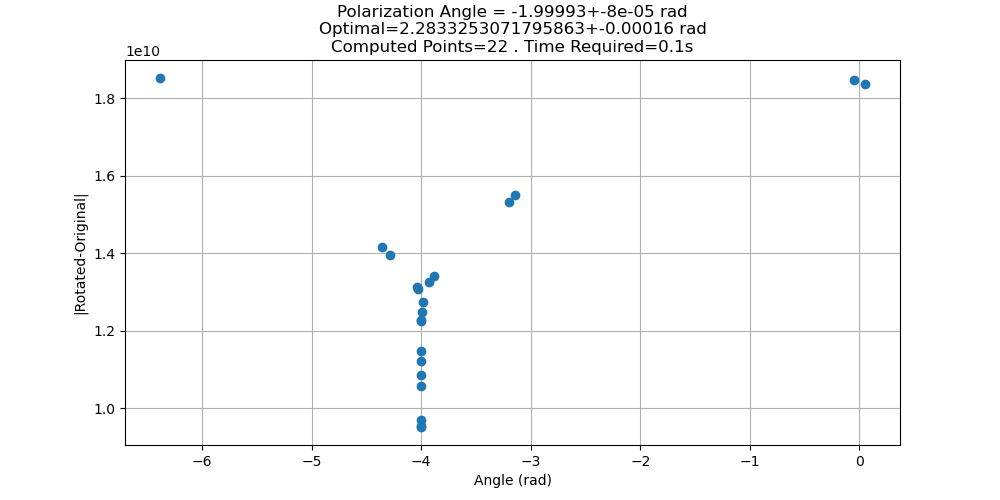 Polarization Angle = -1.99993+-8e-05 rad
Optimal=2.2833253071795863+-0.00016 rad
Computed Points=22 . Time Required=0.1s
1e10
1.8
1.6
1.4
1.2
1.0
|Rotated-Original|
−6
−5
−4
−3
−2
−1
0
Angle (rad)